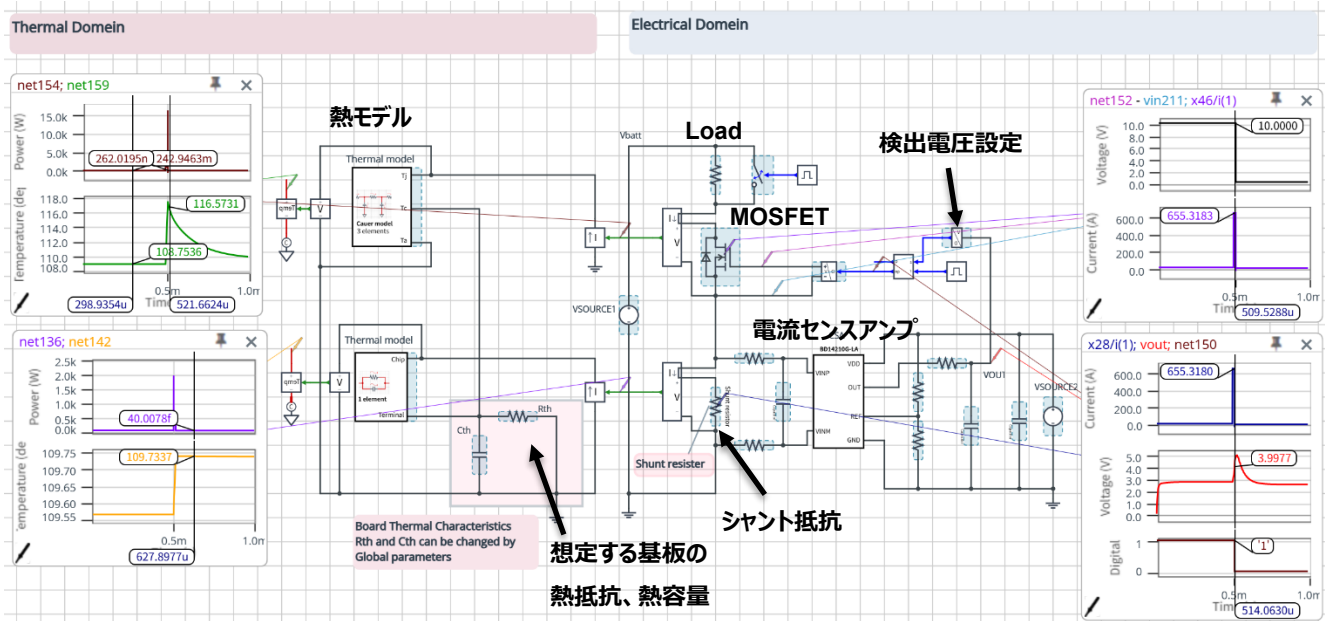 Thermal Domein
Electrical Domein
net154; net159
Power (W)
15.0k
10.0k
5.0k
0.0k
262.0195n
242.9463m
118.0
116.0
114.0
112.0
110.0
108.0
116.5731
108.7536
298.9354u
0.5m
521.6624u
1.0m
net136; net142
Power (W)
2.5k
2.0k
1.5k
1.0k
0.5k
0.0k
40.0078f
109.75
109.70
109.65
109.60
109.55
109.7337
0.5m
1.0m
627.8977u
熱モデル
Thermal model
Tj
Tc
Ta
Cauer model
3 elements
V
Thermal model
Chip
Terminal
1 element
V
Rth
Cth
Board Thermal Characteristics
Rth and Cth can be changed by
Global parameters
想定する基板の
熱抵抗、熱容量
Vbatt
Load
MOSFET
検出電圧設定
I
V
VSOURCE1
電流センスアンプ
BD14210G-LA
VINP
VINM
VDD
OUT
REF
GND
VOUT
VSOURCE2
I
V
Shunt resistor
Shunt resister
シャント抵抗
net152 - vin211; x46/i(1)
Voltage (V)
10.0
8.0
6.0
4.0
2.0
0.0
10.0000
Current (A)
600.0
400.0
200.0
0.0
655.3183
0.5m
1.0m
509.5288u
x28/i(1); vout; net150
Current (A)
600.0
400.0
200.0
0.0
655.3180
Voltage (V)
5.0
4.0
3.0
2.0
1.0
0.0
3.9977
Digital
1
0
'1'
0.5m
514.0630u